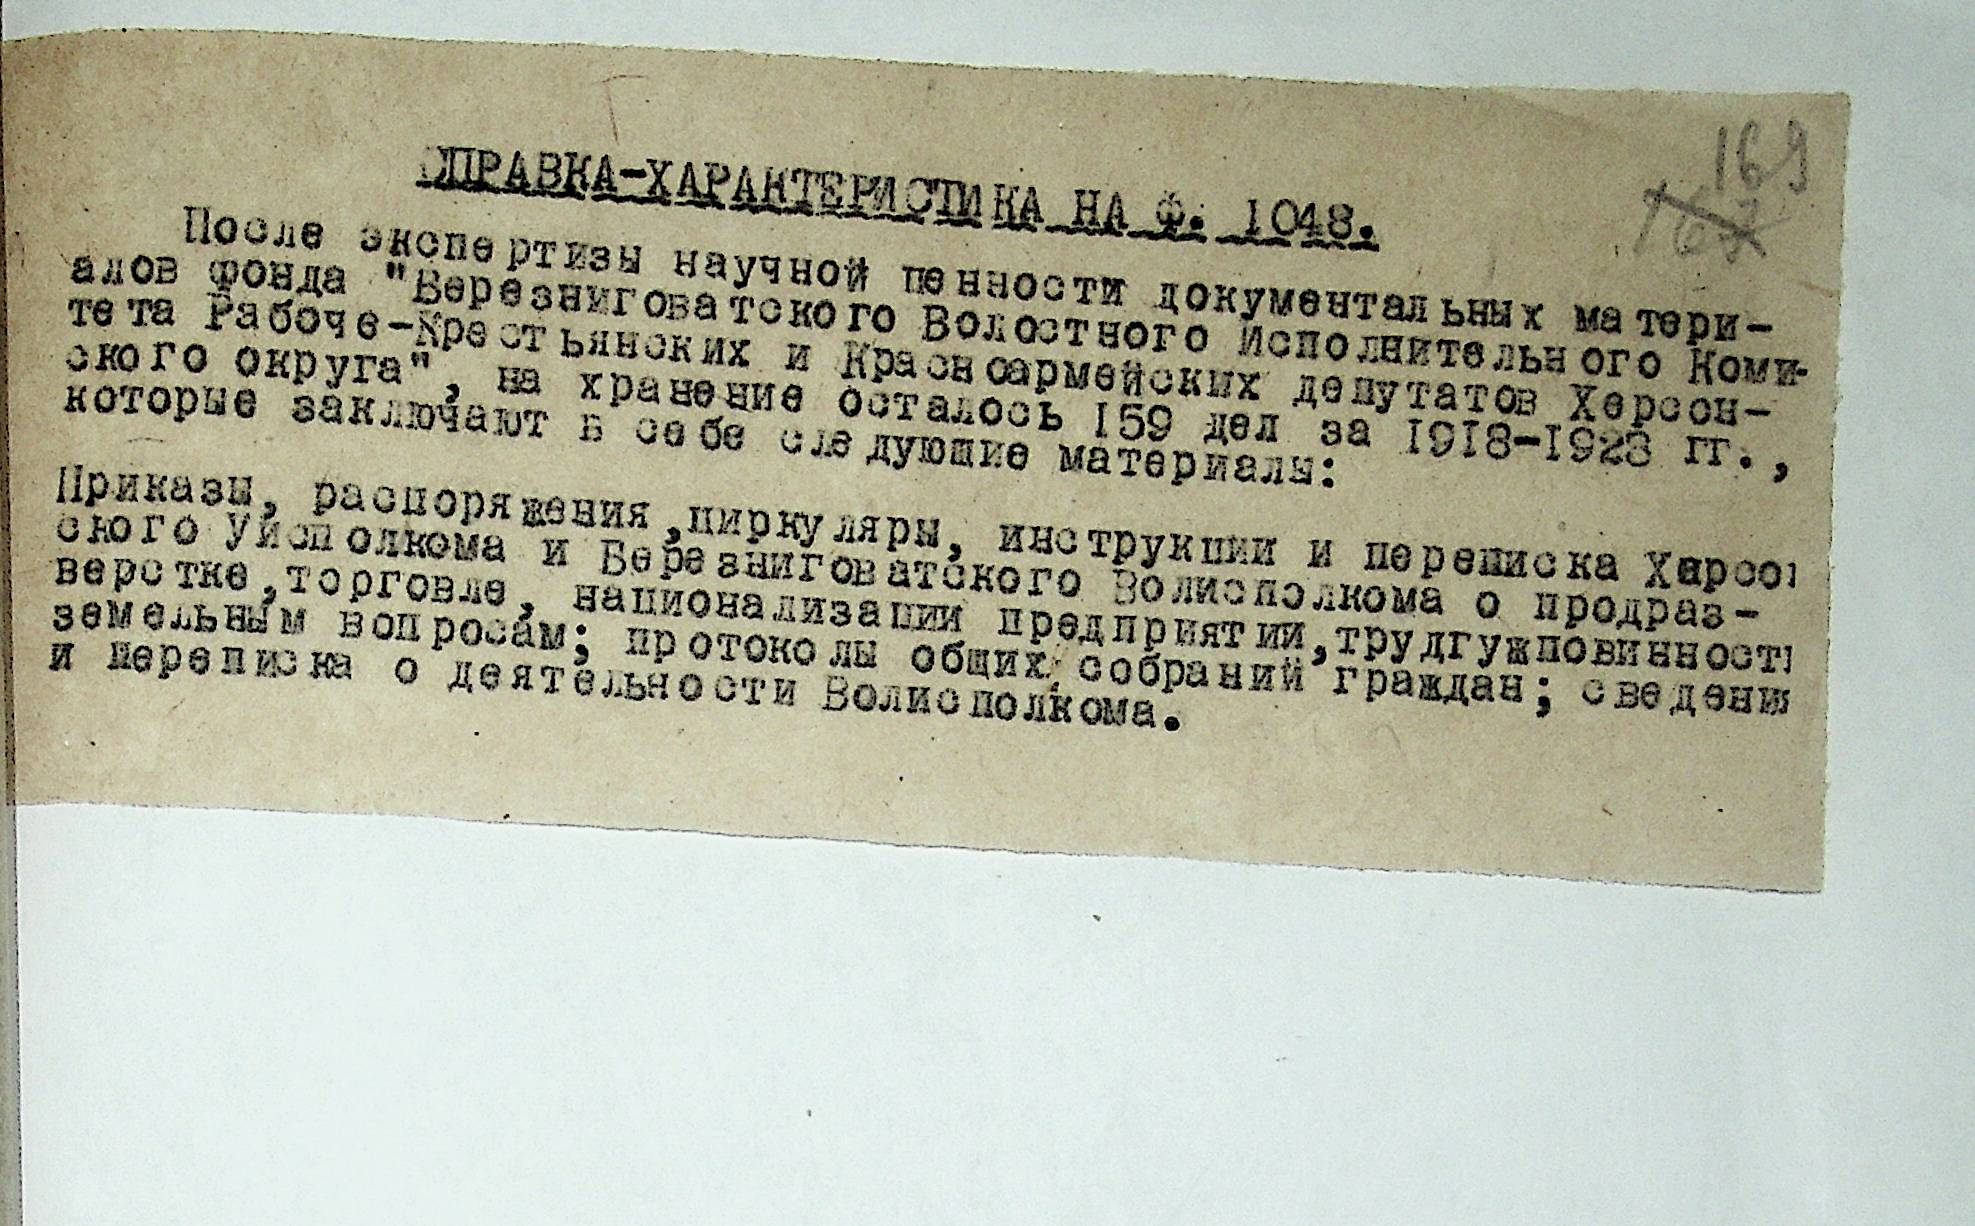 169
167
СПРАВКА-ХАРАКТЕРИСТИКА НА Ф. 1048.
После экспертизы научной ценности документальных матери-
алов фонда "Березниговатского Волостного Исполнительного Коми-
тета Рабоче-Крестьянских и Красноармейских депутатов Херсон-
ского округа", на хранение осталось 159 дел за 1918-1923 гг.,
которые заключают в себе следующие материалы:
Приказы, распоряжения, циркуляры, инструкции и переписка Херсон
ского Уисполкома и Березниговатского Волисполкома о продраз-
верстке, торговле, национализации предприятий, трудгужповинности
земельным вопросам; протоколы общих собраний граждан; сведения
и переписка о деятельности Волисполкома.